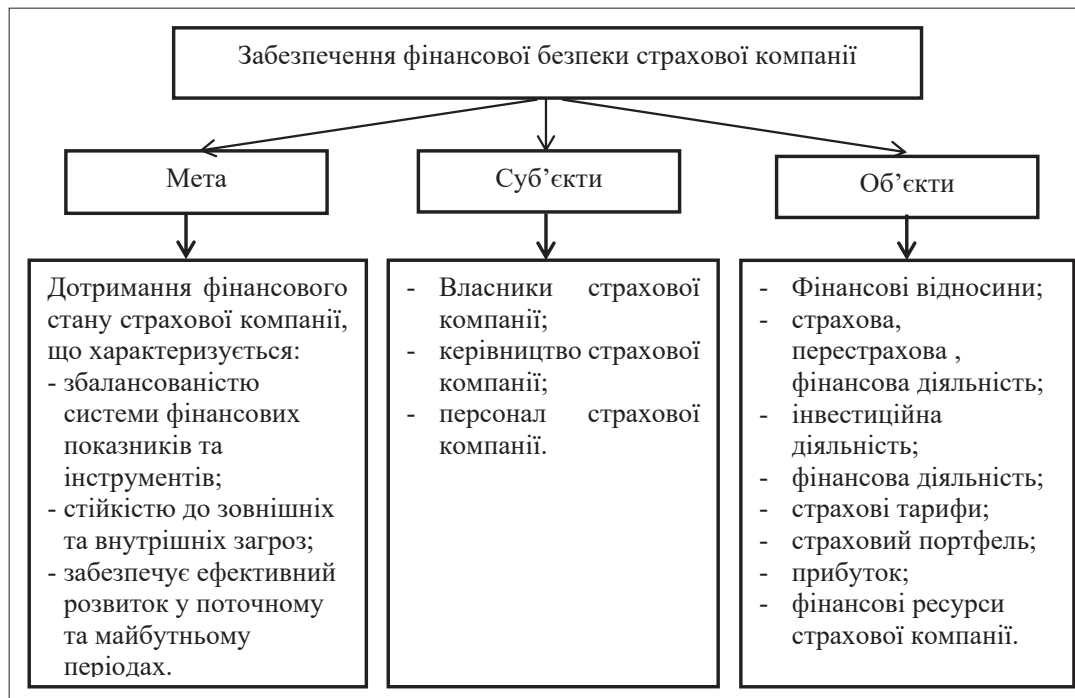 Забезпечення фінансової безпеки страхової компанії
Мета
Суб’єкти
Об’єкти
Дотримання фінансового
стану страхової компанії,
що характеризується:
- збалансованістю
системи фінансових
показників та
інструментів;
- стійкістю до зовнішніх
та внутрішніх загроз;
- забезпечує ефективний
розвиток у поточному
та майбутньому
періодах.
- Власники страхової
компанії;
- керівництво страхової
компанії;
- персонал страхової
компанії.
- Фінансові відносини;
- страхова,
перестрахова ,
фінансова діяльність;
- інвестиційна
діяльність;
- фінансова діяльність;
- страхові тарифи;
- страховий портфель;
- прибуток;
- фінансові ресурси
страхової компанії.